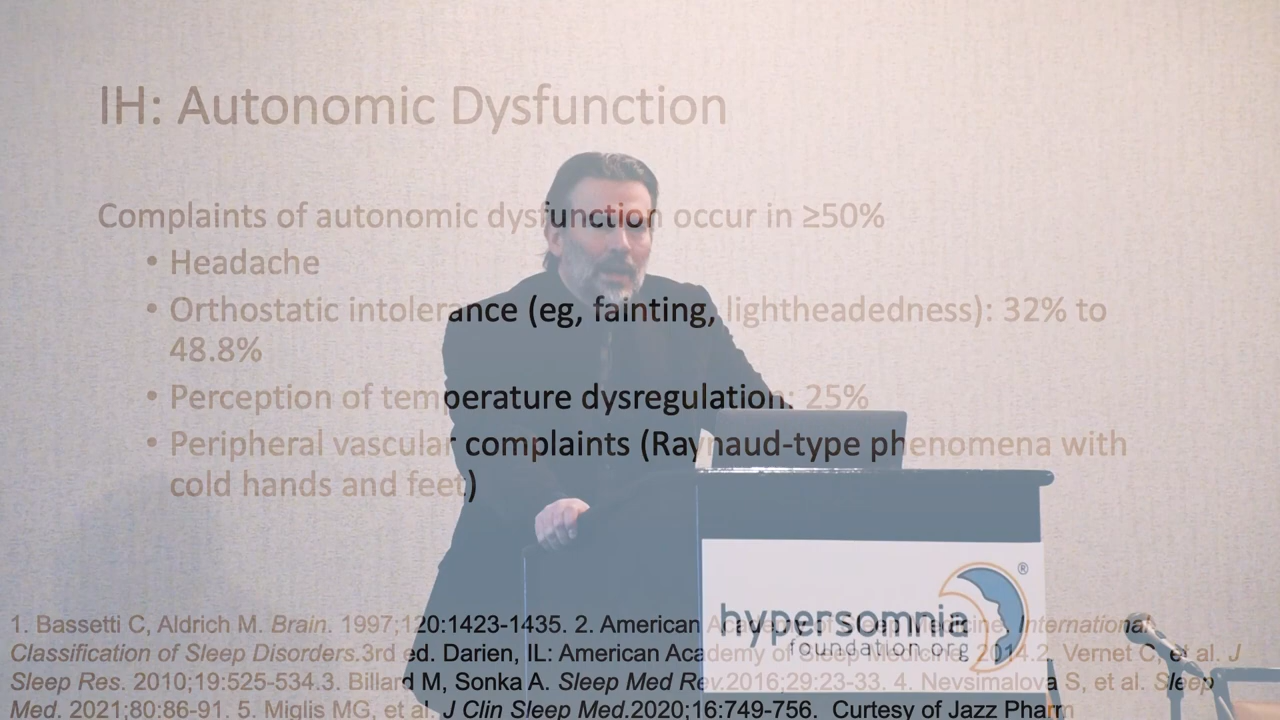 IH: Autonomic Dysfunction
Complaints of autonomic dysfunction occur in ≥50%
• Headache
• Orthostatic intolerance (eg, fainting, lightheadedness): 32% to
48.8%
• Perception of temperature dysregulation: 25%
• Peripheral vascular complaints (Raynaud-type phenomena with
cold hands and feet)
hypersomnia ®
foundation.org
1. Bassetti C, Aldrich M. Brain. 1997;120:1423-1435. 2. American Academy of Sleep Medicine. International
Classification of Sleep Disorders.3rd ed. Darien, IL: American Academy of Sleep Medicine 2014.2. Vernet C, et al. J
Sleep Res. 2010;19:525-534.3. Billard M, Sonka A. Sleep Med Rev.2016;29:23-33. 4. Nevsimalova S, et al. Sleep
Med. 2021;80:86-91. 5. Miglis MG, et al. J Clin Sleep Med.2020;16:749-756. Curtesy of Jazz Pharm